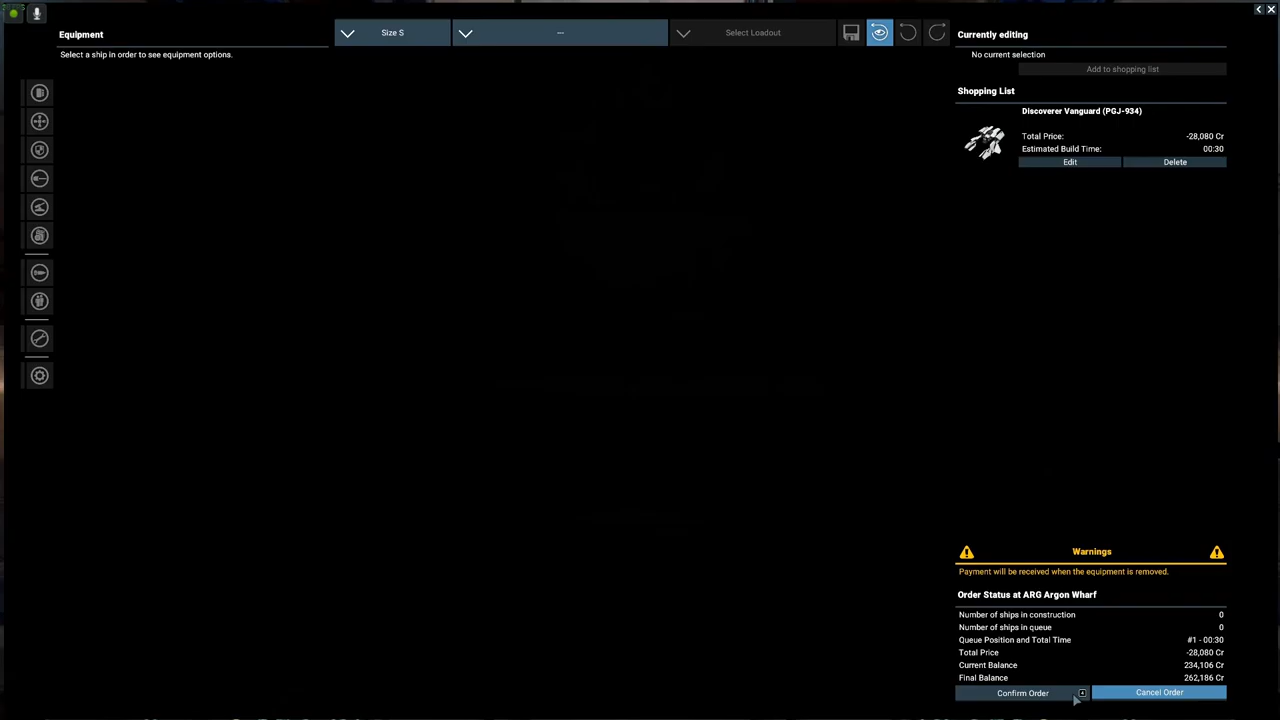 Equipment
Select a ship in order to see equipment options.
Size S
---
Select Loadout
Currently editing
No current selection
Add to shopping list
Shopping List
Discoverer Vanguard (PGJ-934)
Total Price: -28,080 Cr
Estimated Build Time: 00:30
Edit Delete
Warnings
Payment will be received when the equipment is removed.
Order Status at ARG Argon Wharf
Number of ships in construction 0
Number of ships in queue 0
Queue Position and Total Time #1 - 00:30
Total Price -28,080 Cr
Current Balance 234,106 Cr
Final Balance 262,186 Cr
Confirm Order Cancel Order